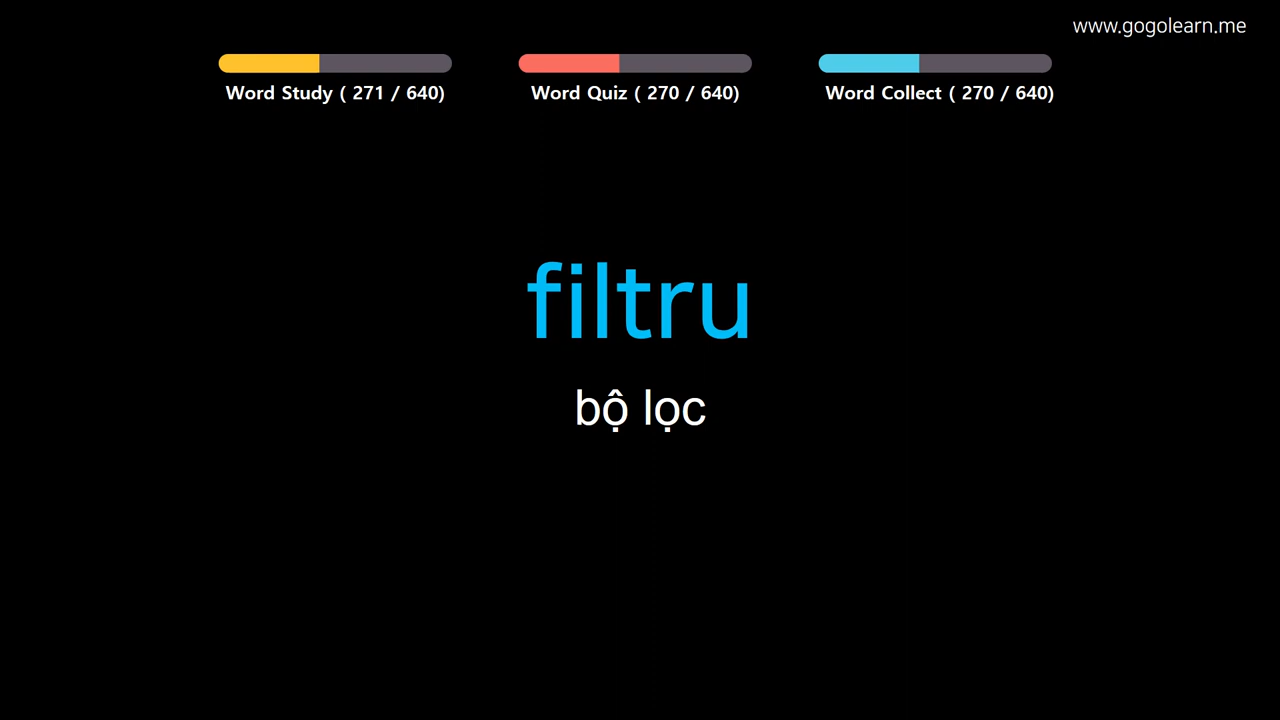 www.gogolearn.me
Word Study ( 271 / 640)
Word Quiz ( 270 / 640)
Word Collect ( 270 / 640)
filtru
bộ lọc